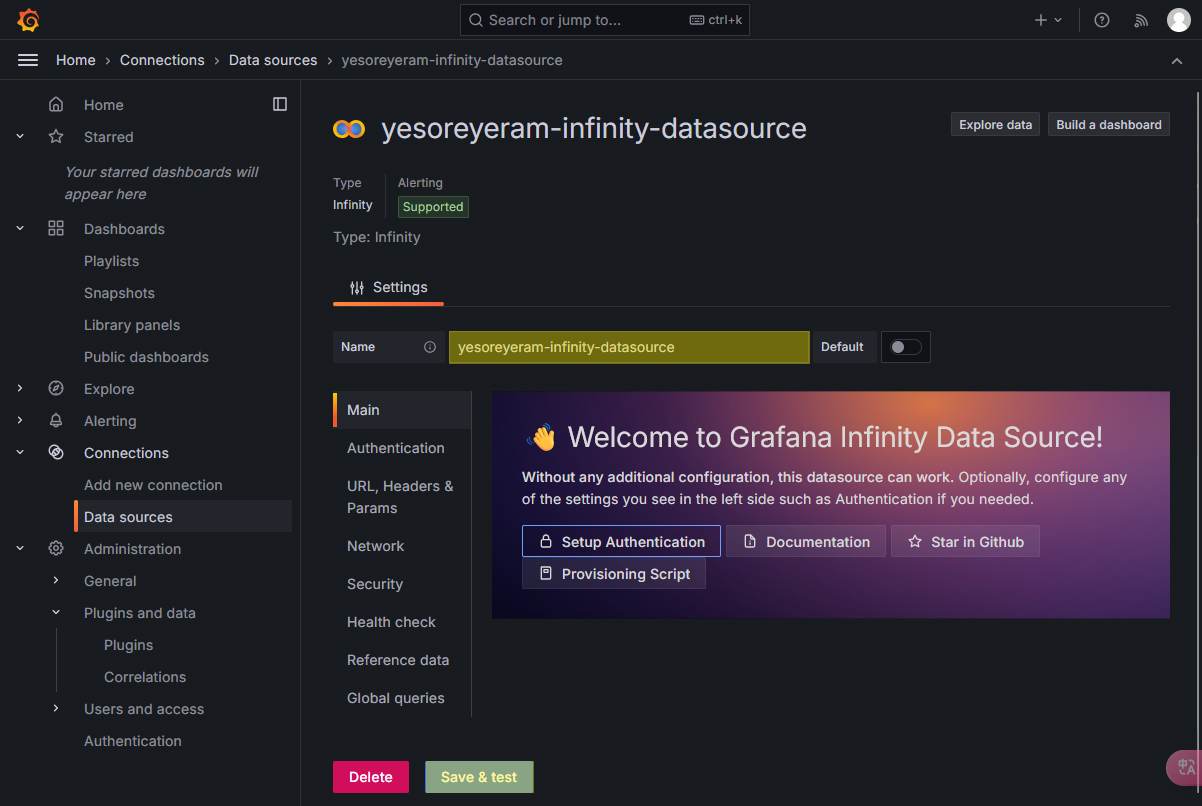 Search or jump to...
ctrl+k
Home › Connections › Data sources › yesoreyeram-infinity-datasource
Home
Starred
Your starred dashboards will
appear here
Dashboards
Playlists
Snapshots
Library panels
Public dashboards
Explore
Alerting
Connections
Add new connection
Data sources
Administration
General
Plugins and data
Plugins
Correlations
Users and access
Authentication
yesoreyeram-infinity-datasource
Explore data
Build a dashboard
Type
Infinity
Alerting
Supported
Type: Infinity
Settings
Name
yesoreyeram-infinity-datasource
Default
Main
Authentication
URL, Headers &
Params
Network
Security
Health check
Reference data
Global queries
👋 Welcome to Grafana Infinity Data Source!
Without any additional configuration, this datasource can work. Optionally, configure any
of the settings you see in the left side such as Authentication if you needed.
Setup Authentication
Documentation
Star in Github
Provisioning Script
Delete
Save & test